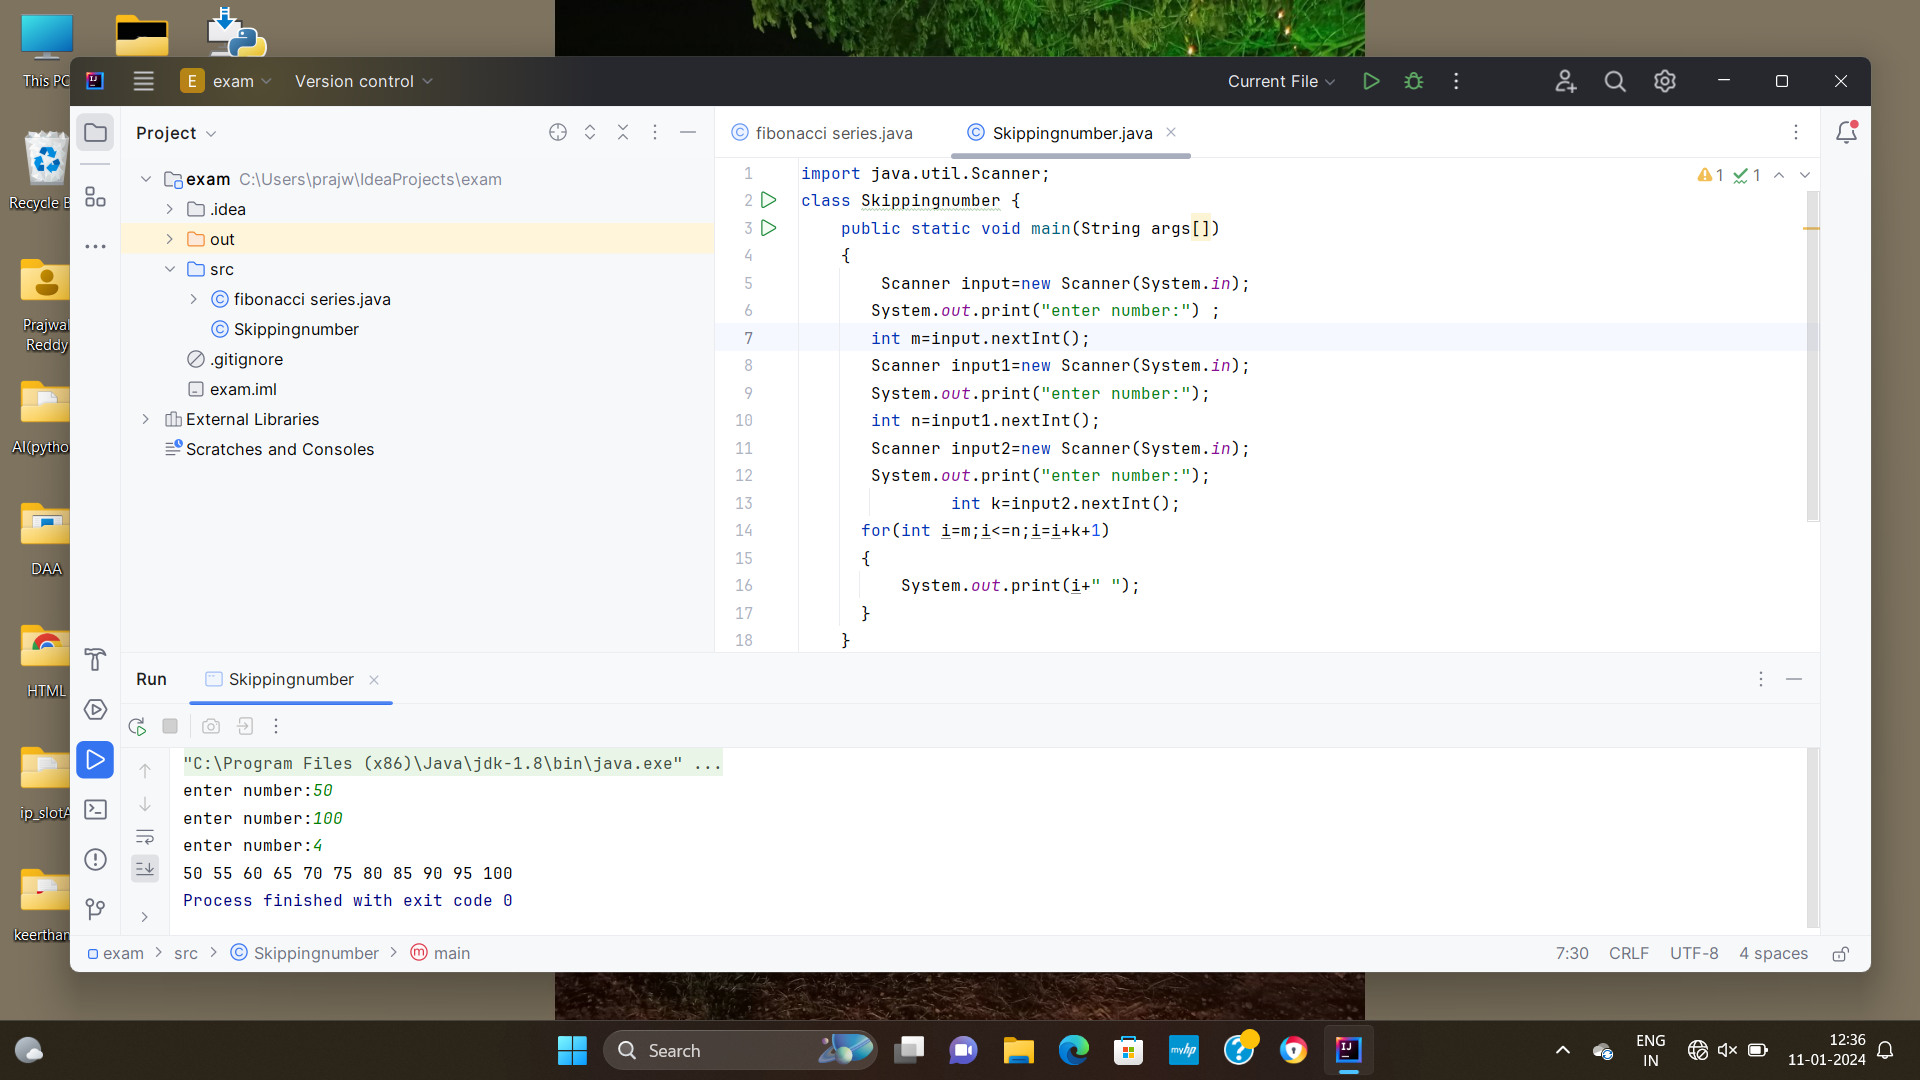 This PC
Recycle B
Prajwal
Reddy
AI(pytho
DAA
HTML
ip_slotA
keerthan
E exam
Version control
Current File
Project
exam C:\Users\prajw\IdeaProjects\exam
.idea
out
src
fibonacci series.java
Skippingnumber
.gitignore
exam.iml
External Libraries
Scratches and Consoles
fibonacci series.java
Skippingnumber.java
1 1
1 import java.util.Scanner;
2 class Skippingnumber {
3 public static void main(String args[])
4 {
5 Scanner input=new Scanner(System.in);
6 System.out.print("enter number:") ;
7 int m=input.nextInt();
8 Scanner input1=new Scanner(System.in);
9 System.out.print("enter number:");
10 int n=input1.nextInt();
11 Scanner input2=new Scanner(System.in);
12 System.out.print("enter number:");
13 int k=input2.nextInt();
14 for(int i=m;i<=n;i=i+k+1)
15 {
16 System.out.print(i+" ");
17 }
18 }
Run
Skippingnumber
"C:\Program Files (x86)\Java\jdk-1.8\bin\java.exe" ...
enter number:50
enter number:100
enter number:4
50 55 60 65 70 75 80 85 90 95 100
Process finished with exit code 0
exam > src > Skippingnumber > main
7:30 CRLF UTF-8 4 spaces
Search
myhp
ENG
IN
12:36
11-01-2024